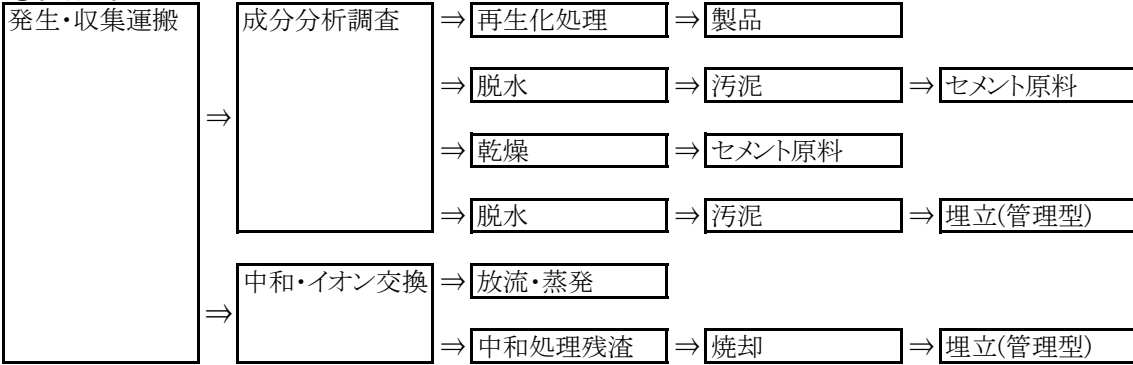 発生・収集運搬 成分分析調査 ⇒ 再生化処理 ⇒ 製品
⇒ 脱水 ⇒ 汚泥 ⇒ セメント原料
⇒
⇒ 乾燥 ⇒ セメント原料
⇒ 脱水 ⇒ 汚泥 ⇒ 埋立(管理型)
中和・イオン交換 ⇒ 放流・蒸発
⇒
⇒ 中和処理残渣 ⇒ 焼却 ⇒ 埋立(管理型)